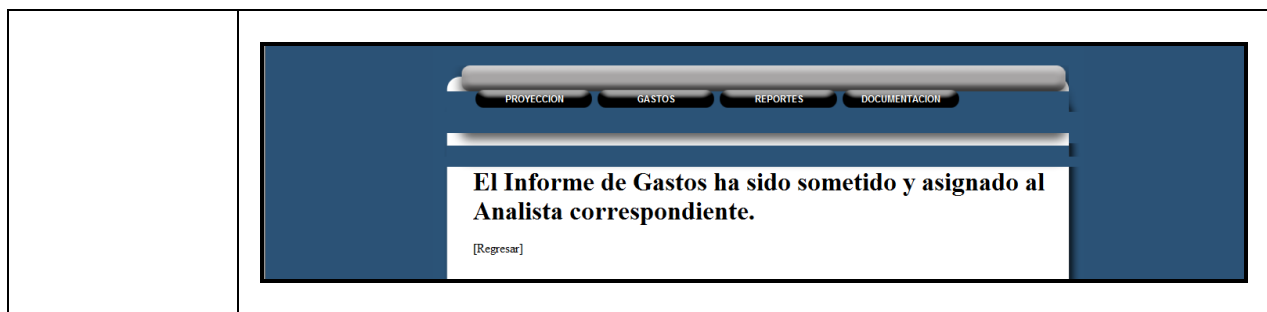 PROYECCION GASTOS REPORTES DOCUMENTACION
El Informe de Gastos ha sido sometido y asignado al
Analista correspondiente.
[Regresar]